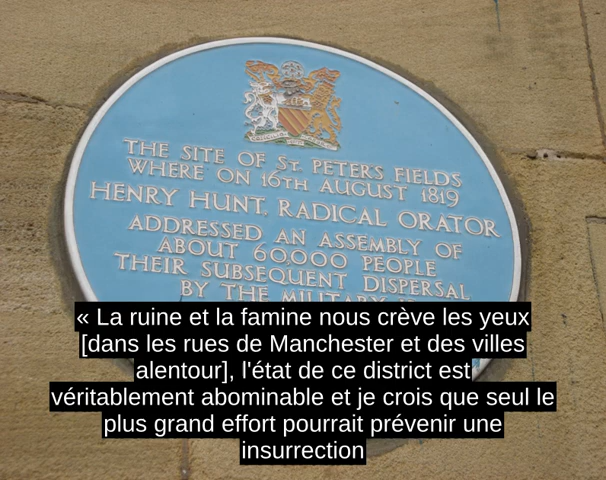 THE SITE OF ST. PETERS FIELDS
WHERE ON 16TH AUGUST 1819
HENRY HUNT, RADICAL ORATOR
ADDRESSED AN ASSEMBLY OF
ABOUT 60,000 PEOPLE
THEIR SUBSEQUENT DISPERSAL
BY THE MILITARY
« La ruine et la famine nous crève les yeux
[dans les rues de Manchester et des villes
alentour], l'état de ce district est
véritablement abominable et je crois que seul le
plus grand effort pourrait prévenir une
insurrection